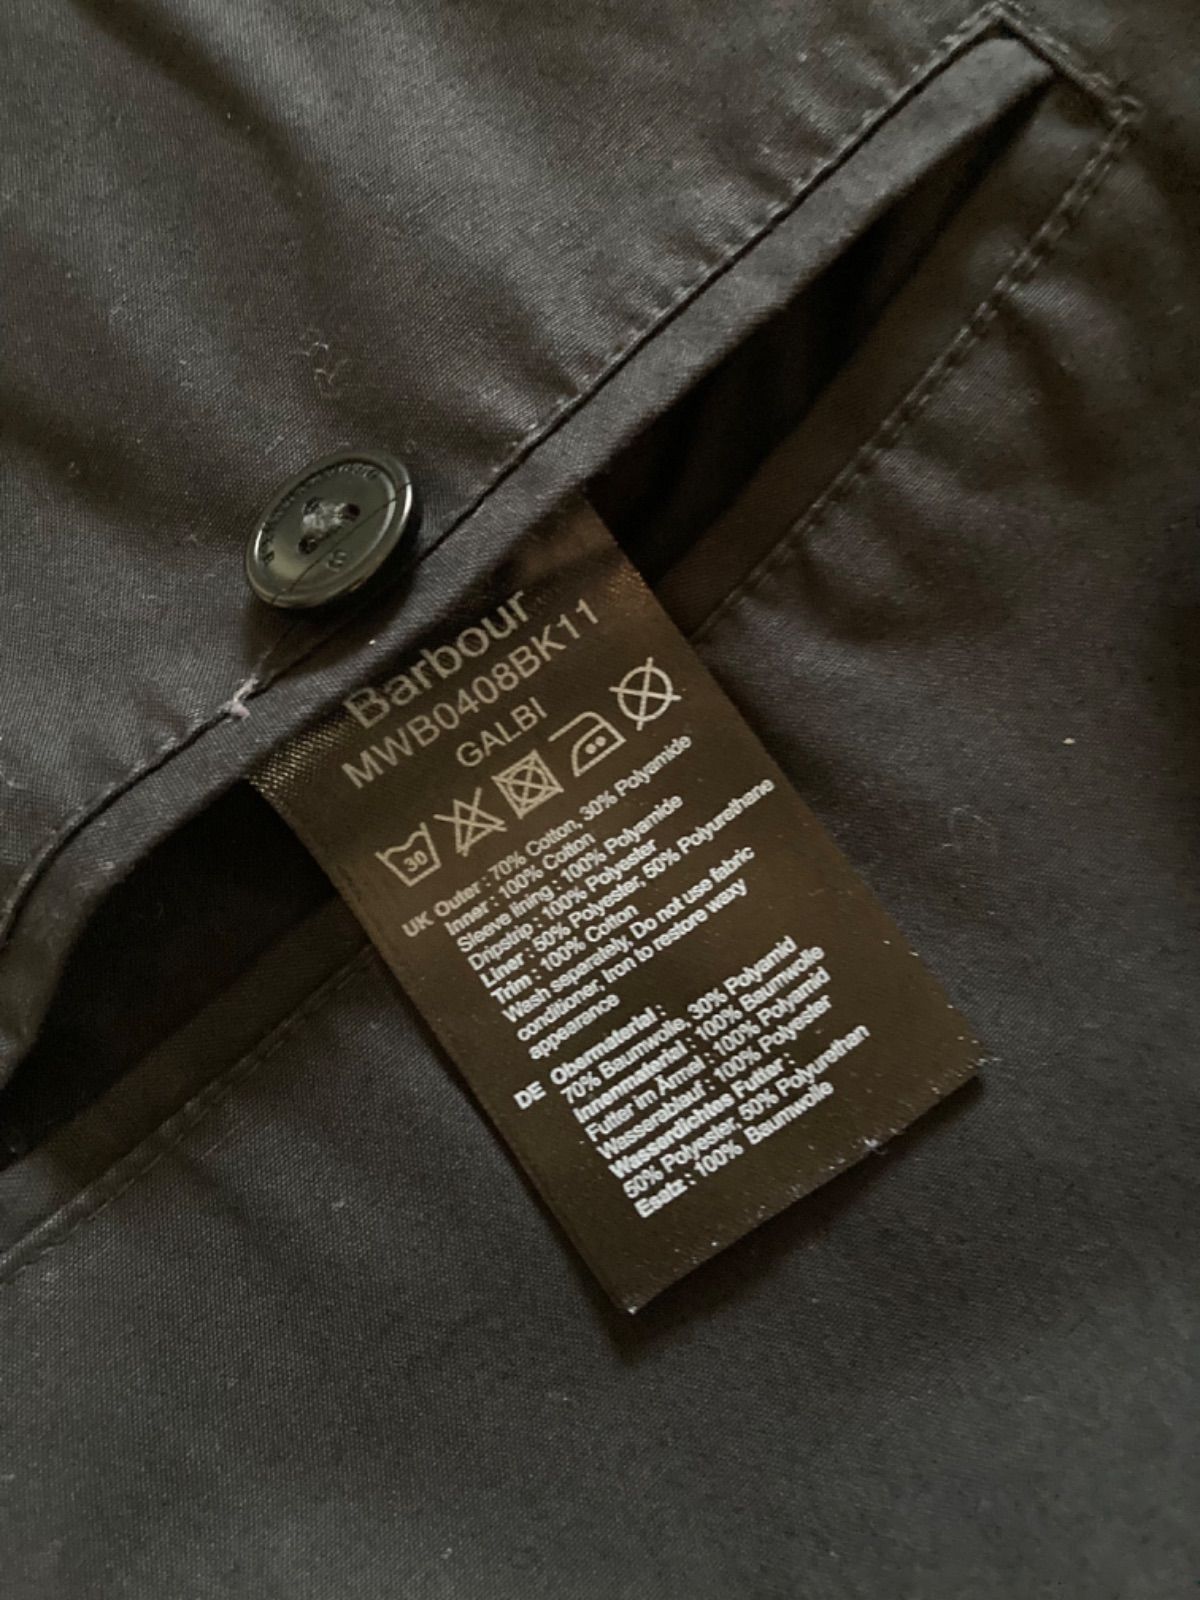 Barbour
MWB0408BK11
GALBI
30
UK Outer : 70% Cotton, 30% Polyamide
Inner : 100% Cotton
Sleeve lining : 100% Polyamide
Dripstrip : 100% Polyester
Liner : 50% Polyester, 50% Polyurethane
Trim : 100% Cotton
Wash separately, Do not use fabric
conditioner, Iron to restore waxy
appearance
DE Obermaterial :
70% Baumwolle, 30% Polyamid
Innenmaterial : 100% Baumwolle
Futter im Ärmel : 100% Polyamid
Wasserablauf : 100% Polyester
Wasserdichtes Futter :
50% Polyester, 50% Polyurethan
Esatz : 100% Baumwolle